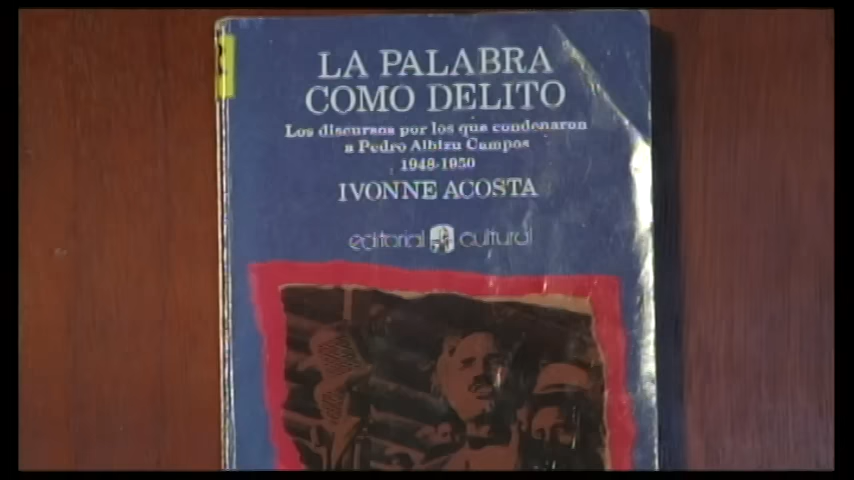 LA PALABRA
COMO DELITO
Los discursos por los que condenaron
a Pedro Albizu Campos
1948-1950
IVONNE ACOSTA
editorial cultural